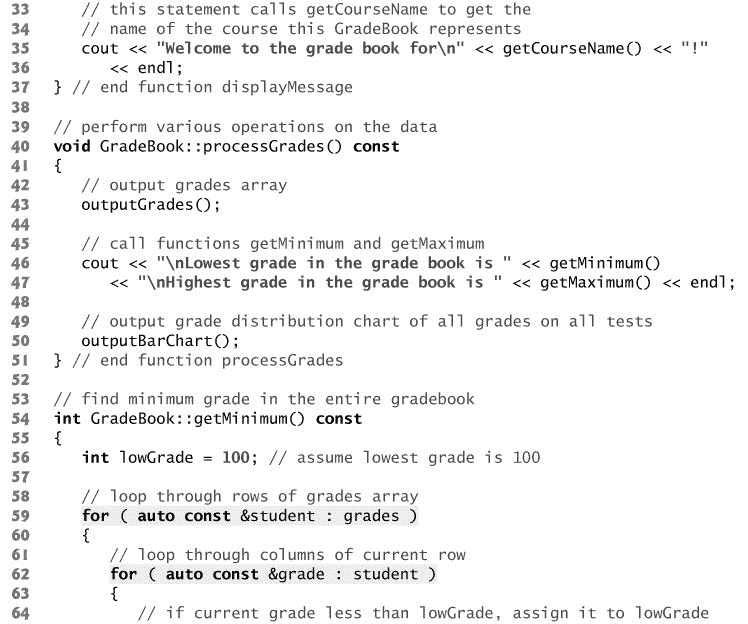 33 // this statement calls getCourseName to get the
34 // name of the course this GradeBook represents
35 cout << "Welcome to the grade book for\n" << getCourseName() << "!"
36 << endl;
37 } // end function displayMessage
38
39 // perform various operations on the data
40 void GradeBook::processGrades() const
41 {
42 // output grades array
43 outputGrades();
44
45 // call functions getMinimum and getMaximum
46 cout << "\nLowest grade in the grade book is " << getMinimum()
47 << "\nHighest grade in the grade book is " << getMaximum() << endl;
48
49 // output grade distribution chart of all grades on all tests
50 outputBarChart();
51 } // end function processGrades
52
53 // find minimum grade in the entire gradebook
54 int GradeBook::getMinimum() const
55 {
56 int lowGrade = 100; // assume lowest grade is 100
57
58 // loop through rows of grades array
59 for ( auto const &student : grades )
60 {
61 // loop through columns of current row
62 for ( auto const &grade : student )
63 {
64 // if current grade less than lowGrade, assign it to lowGrade